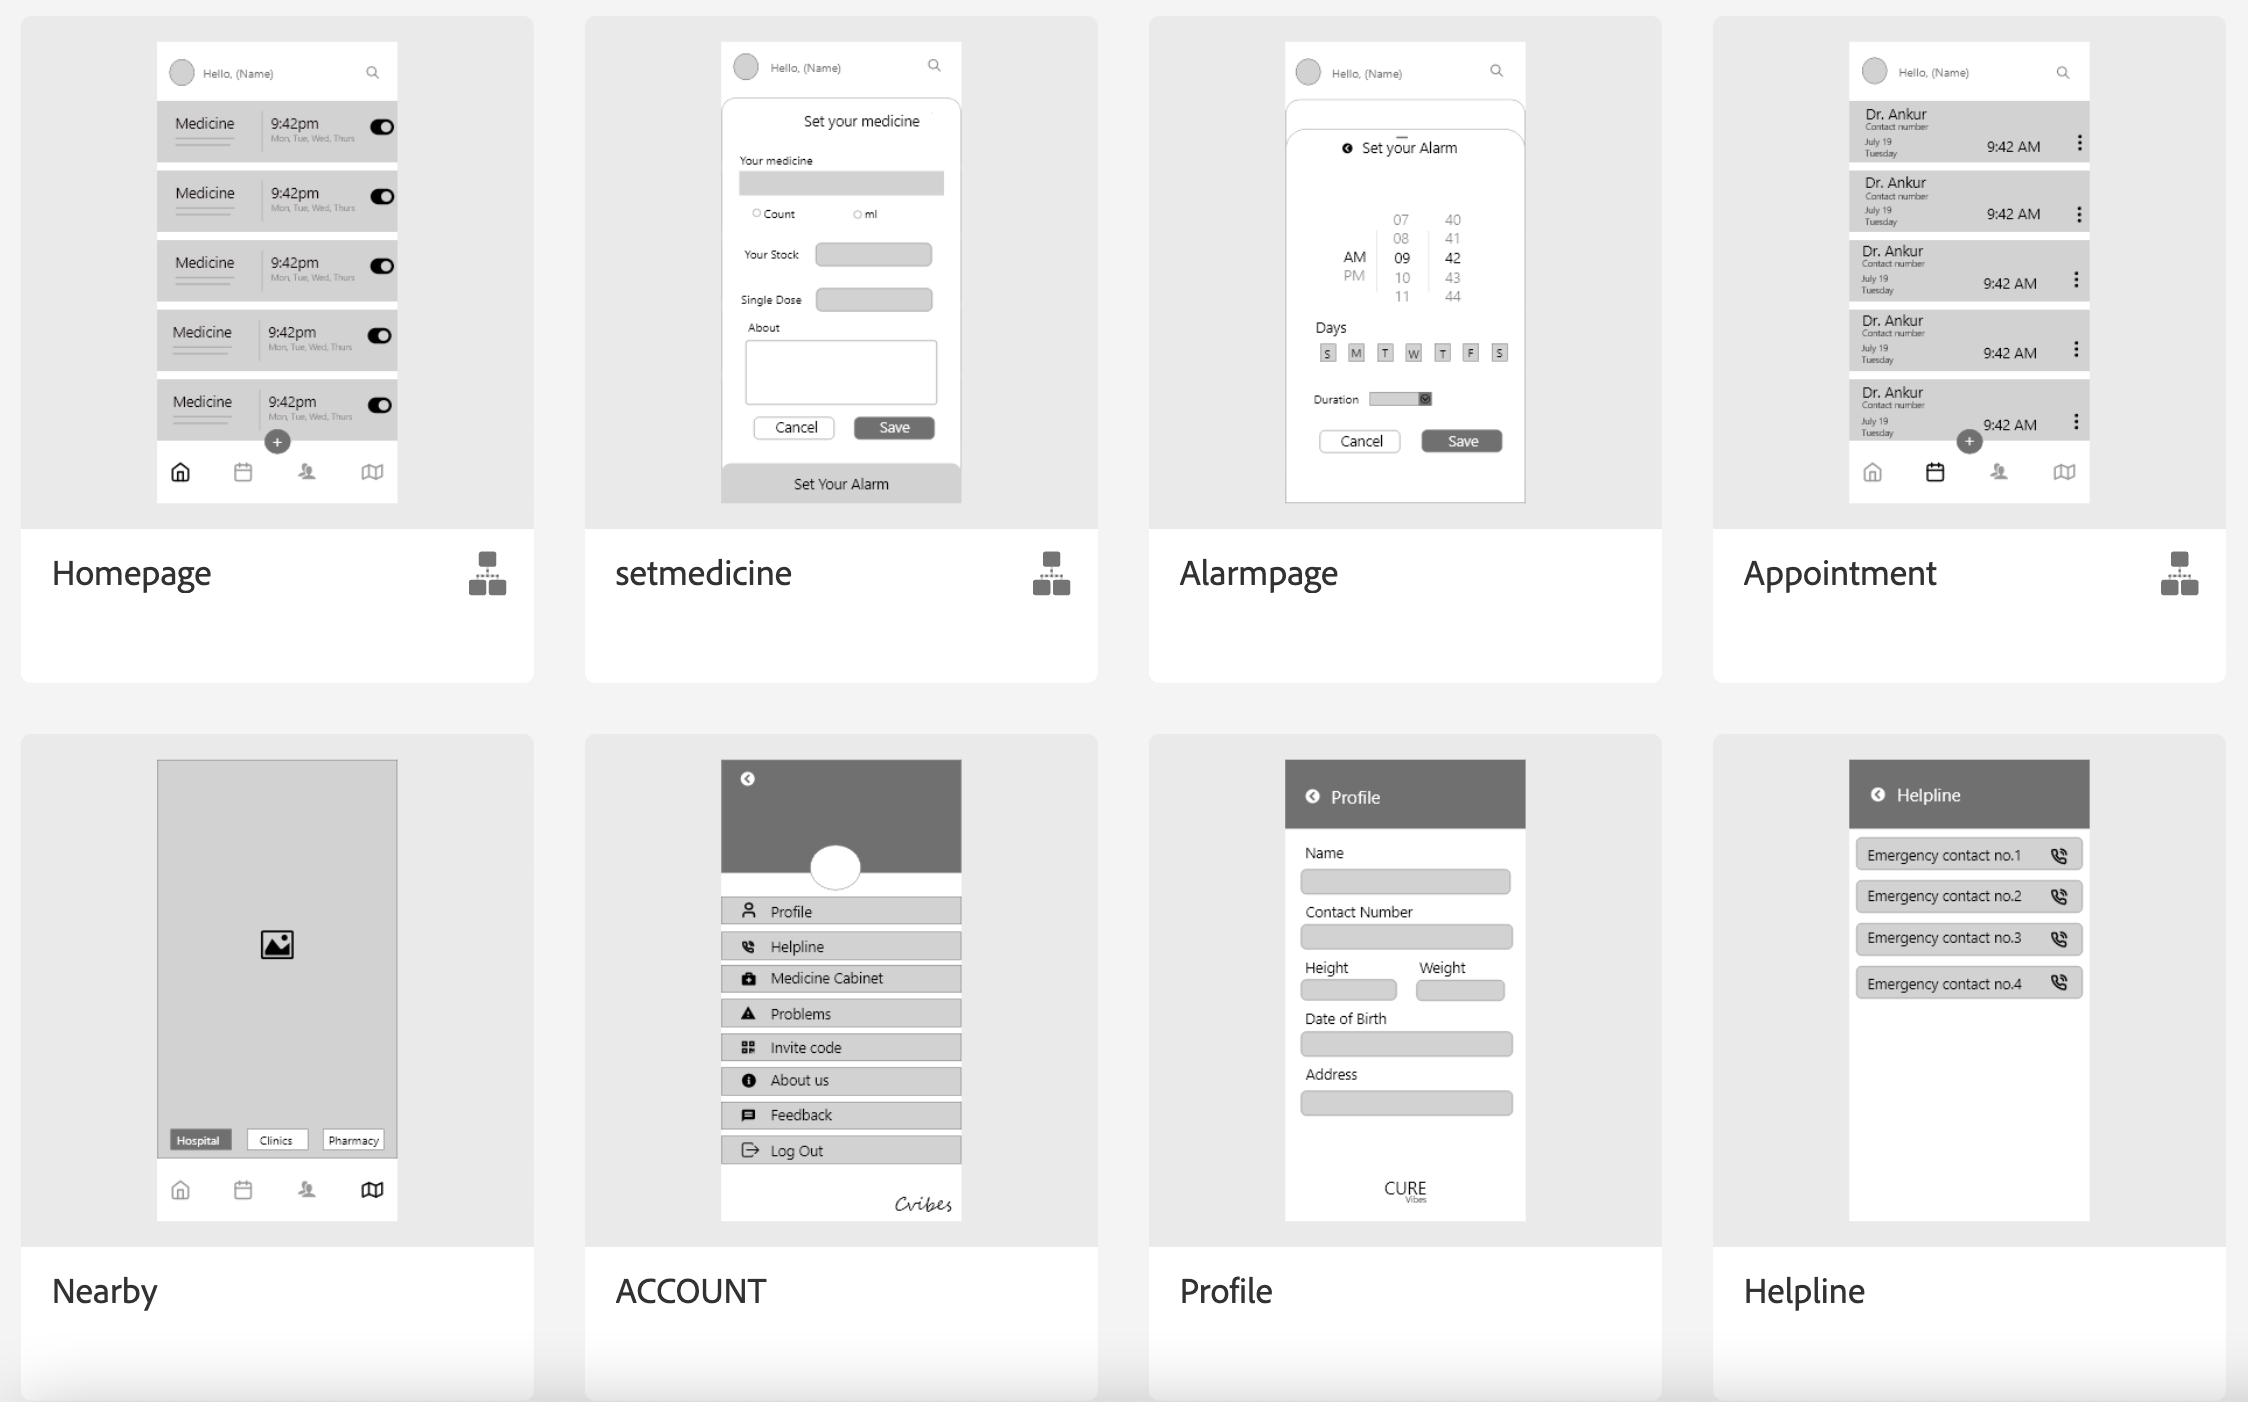 Hello, (Name)
Medicine
9:42pm
Mon, Tue, Wed, Thurs
Medicine
9:42pm
Mon, Tue, Wed, Thurs
Medicine
9:42pm
Mon, Tue, Wed, Thurs
Medicine
9:42pm
Mon, Tue, Wed, Thurs
Medicine
9:42pm
Mon, Tue, Wed, Thurs
Homepage
Hello, (Name)
Set your medicine
Your medicine
Count ml
Your Stock
Single Dose
About
Cancel Save
Set Your Alarm
setmedicine
Hello, (Name)
Set your Alarm
07 40
08 41
AM 09 42
PM 10 43
11 44
Days
S M T W T F S
Duration
Cancel Save
Alarmpage
Hello, (Name)
Dr. Ankur
Contact number
July 19
Tuesday
9:42 AM
Dr. Ankur
Contact number
July 19
Tuesday
9:42 AM
Dr. Ankur
Contact number
July 19
Tuesday
9:42 AM
Dr. Ankur
Contact number
July 19
Tuesday
9:42 AM
Dr. Ankur
Contact number
July 19
Tuesday
9:42 AM
Appointment
Hospital Clinics Pharmacy
Nearby
Profile
Helpline
Medicine Cabinet
Problems
Invite code
About us
Feedback
Log Out
Cvibes
ACCOUNT
Profile
Name
Contact Number
Height Weight
Date of Birth
Address
CURE
Vibes
Profile
Helpline
Emergency contact no.1
Emergency contact no.2
Emergency contact no.3
Emergency contact no.4
Helpline